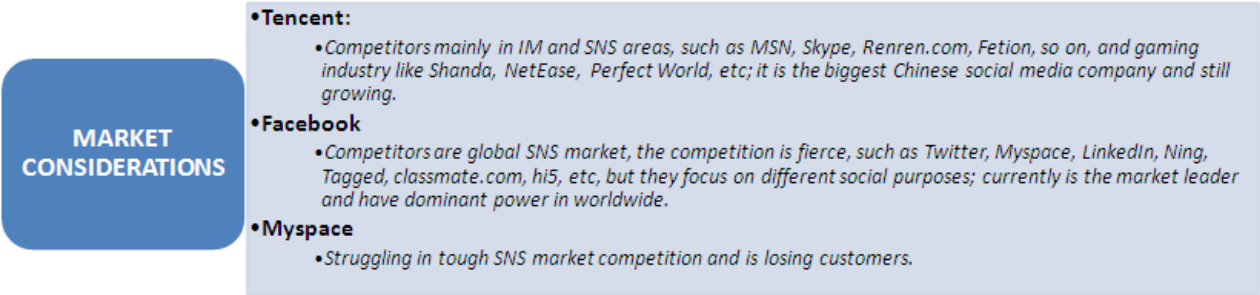 MARKET
CONSIDERATIONS
•Tencent:
•Competitors mainly in IM and SNS areas, such as MSN, Skype, Renren.com, Fetion, so on, and gaming
industry like Shanda, NetEase, Perfect World, etc; it is the biggest Chinese social media company and still
growing.
•Facebook
•Competitors are global SNS market, the competition is fierce, such as Twitter, Myspace, LinkedIn, Ning,
Tagged, classmate.com, hi5, etc, but they focus on different social purposes; currently is the market leader
and have dominant power in worldwide.
•Myspace
•Struggling in tough SNS market competition and is losing customers.